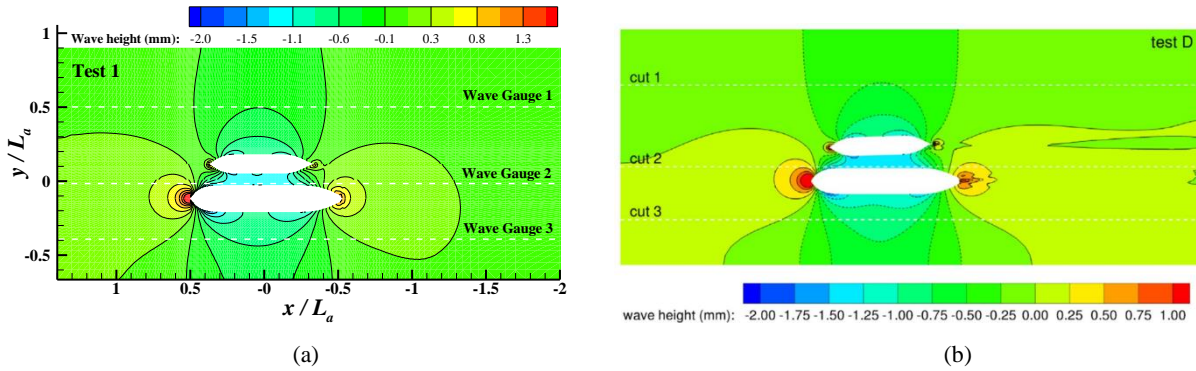 Wave height (mm): -2.0 -1.5 -1.1 -0.6 -0.1 0.3 0.8 1.3
Test 1
Wave Gauge 1
Wave Gauge 2
Wave Gauge 3
y / Lₐ
1
0.5
0
-0.5
1 0.5 -0 -0.5 -1 -1.5 -2
x / Lₐ
(a)
test D
cut 1
cut 2
cut 3
wave height (mm): -2.00 -1.75 -1.50 -1.25 -1.00 -0.75 -0.50 -0.25 0.00 0.25 0.50 0.75 1.00
(b)